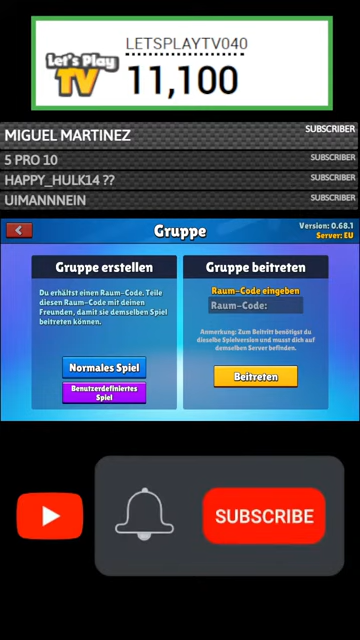 LETSPLAYTV040
Let's Play
TV
11,100
MIGUEL MARTINEZ
SUBSCRIBER
5 PRO 10
SUBSCRIBER
HAPPY_HULK14 ??
SUBSCRIBER
UIMANNNEIN
SUBSCRIBER
Gruppe
Version: 0.68.1
Server: EU
Gruppe erstellen
Du erhältst einen Raum-Code. Teile
diesen Raum-Code mit deinen
Freunden, damit sie demselben Spiel
beitreten können.
Normales Spiel
Benutzerdefiniertes
Spiel
Gruppe beitreten
Raum-Code eingeben
Raum-Code:
Anmerkung: Zum Beitritt benötigst du
dieselbe Spielversion und musst dich auf
demselben Server befinden.
Beitreten
SUBSCRIBE